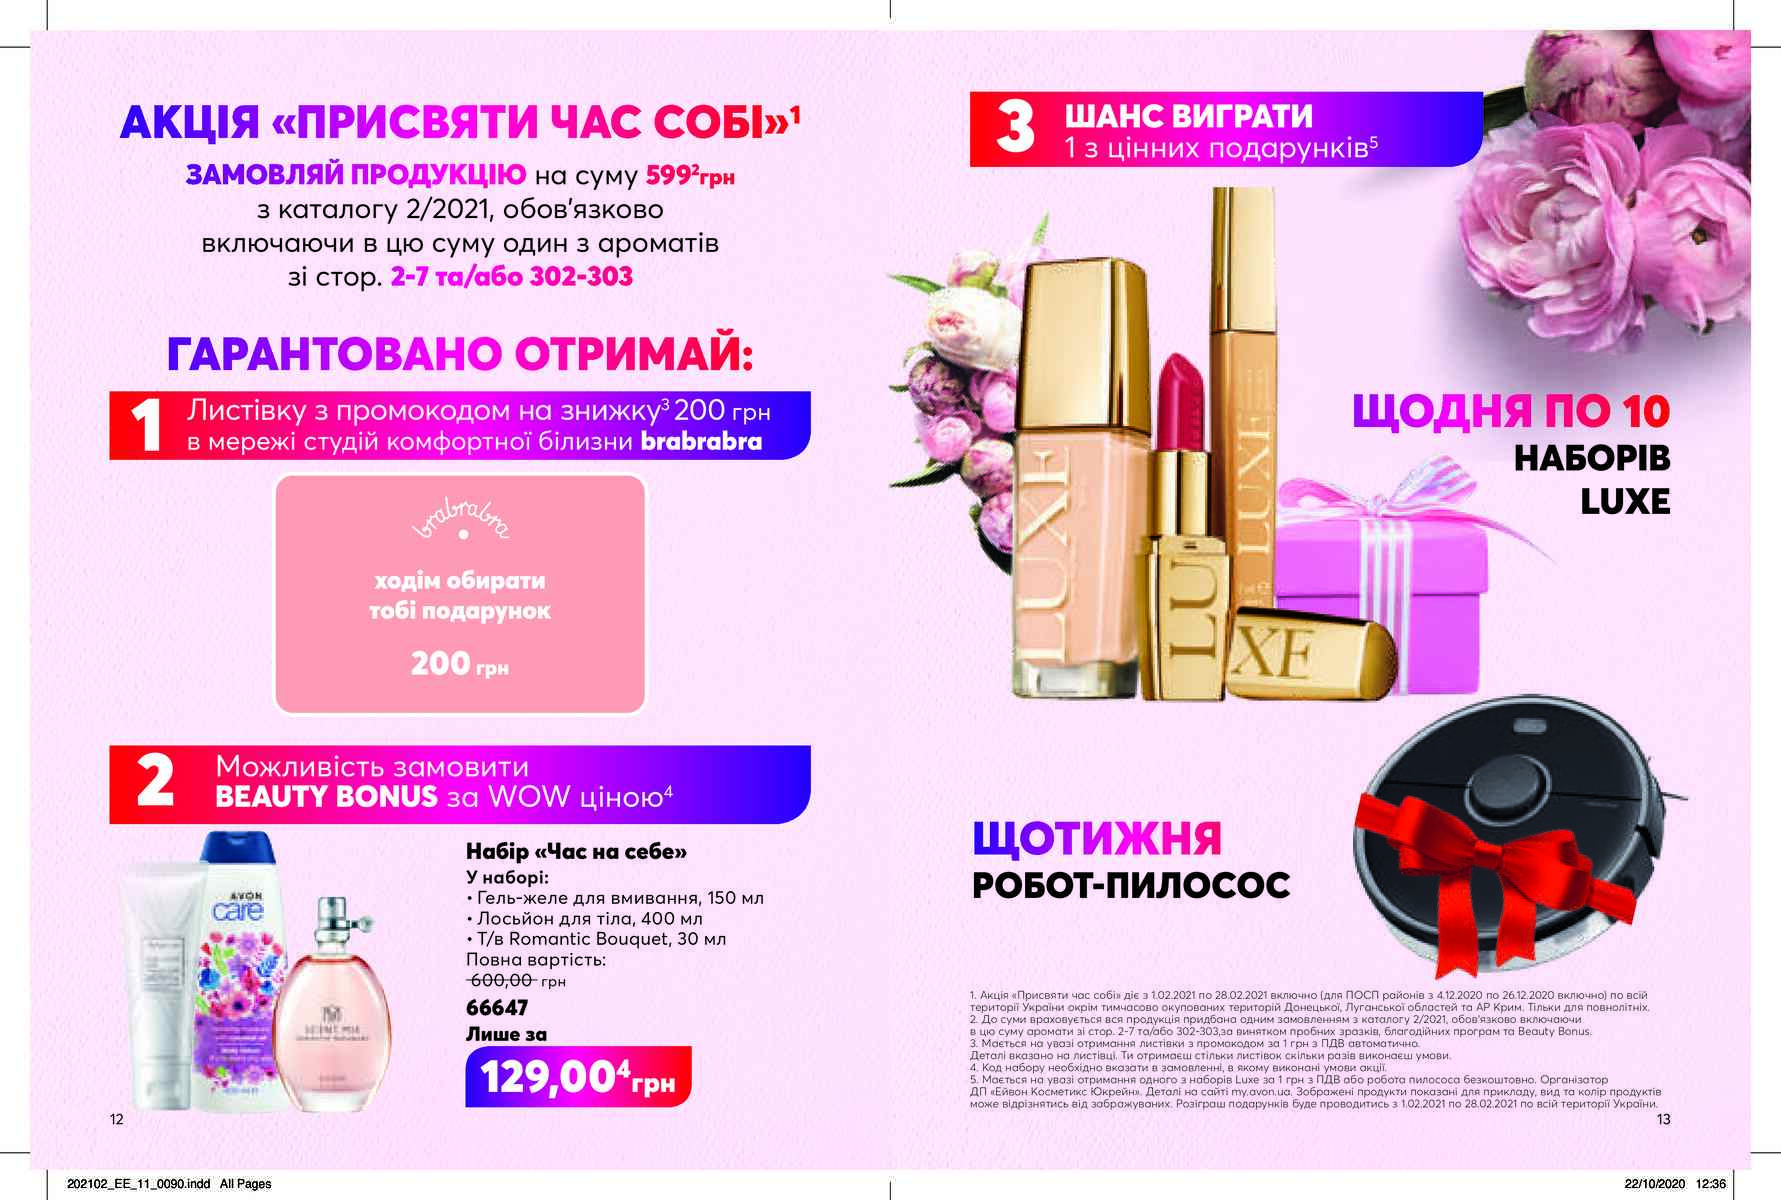 АКЦІЯ «ПРИСВЯТИ ЧАС СОБІ»¹
ЗАМОВЛЯЙ ПРОДУКЦІЮ на суму 599²грн
з каталогу 2/2021, обов'язково
включаючи в цю суму один з ароматів
зі стор. 2-7 та/або 302-303
ГАРАНТОВАНО ОТРИМАЙ:
1 Листівку з промокодом на знижку³ 200 грн
в мережі студій комфортної білизни brabrabra
brabrabra
ходім обирати
тобі подарунок
200 грн
2 Можливість замовити
BEAUTY BONUS за WOW ціною⁴
AVON
care
Набір «Час на себе»
У наборі:
• Гель-желе для вмивання, 150 мл
• Лосьйон для тіла, 400 мл
• Т/в Romantic Bouquet, 30 мл
Повна вартість:
600,00 грн
66647
Лише за
129,00⁴грн
12
3 ШАНС ВИГРАТИ
1 з цінних подарунків⁵
LUXE
LUXE
LU
XE
ЩОДНЯ ПО 10
НАБОРІВ
LUXE
ЩОТИЖНЯ
РОБОТ-ПИЛОСОС
1. Акція «Присвяти час собі» діє з 1.02.2021 по 28.02.2021 включно (для ПОСП районів з 4.12.2020 по 26.12.2020 включно) по всій
території України окрім тимчасово окупованих територій Донецької, Луганської областей та АР Крим. Тільки для повнолітніх.
2. До суми враховується вся продукція придбана одним замовленням з каталогу 2/2021, обов'язково включаючи
в цю суму аромати зі стор. 2-7 та/або 302-303,за винятком пробних зразків, благодійних програм та Beauty Bonus.
3. Мається на увазі отримання листівки з промокодом за 1 грн з ПДВ автоматично.
Деталі вказано на листівці. Ти отримаєш стільки листівок скільки разів виконаєш умови.
4. Код набору необхідно вказати в замовленні, в якому виконані умови акції.
5. Мається на увазі отримання одного з наборів Luxe за 1 грн з ПДВ або робота пилососа безкоштовно. Організатор
ДП «Ейвон Косметикс Юкрейн». Деталі на сайті my.avon.ua. Зображені продукти показані для прикладу, вид та колір продуктів
може відрізнятись від забражуваних. Розіграш подарунків буде проводитись з 1.02.2021 по 28.02.2021 по всій території України.
13
202102_EE_11_0090.indd All Pages
22/10/2020 12:36